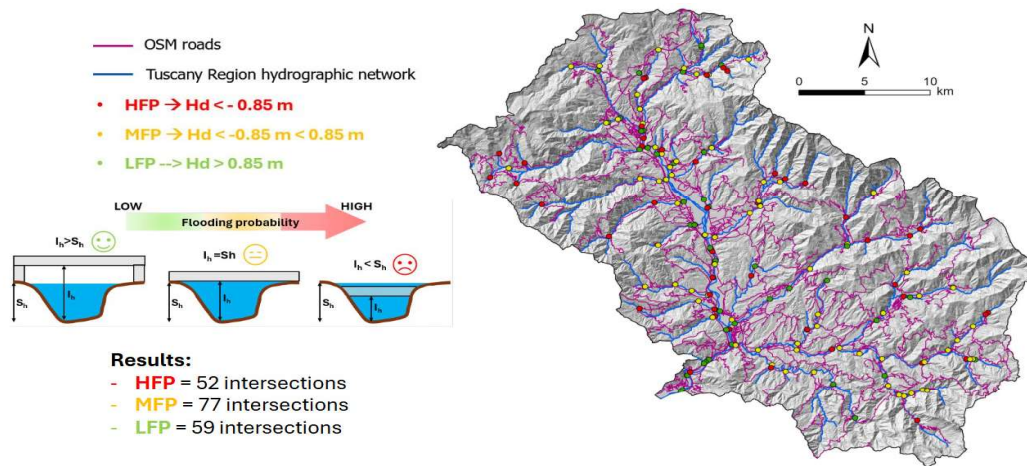 OSM roads
Tuscany Region hydrographic network
• HFP → Hd < - 0.85 m
• MFP → Hd < -0.85 m < 0.85 m
• LFP --> Hd > 0.85 m
LOW
Flooding probability
HIGH
Ih>Sh
Ih=Sh
Ih < Sh
Sh
Ih
Sh
Ih
Sh
Ih
Results:
- HFP = 52 intersections
- MFP = 77 intersections
- LFP = 59 intersections
N
0 5 10
km